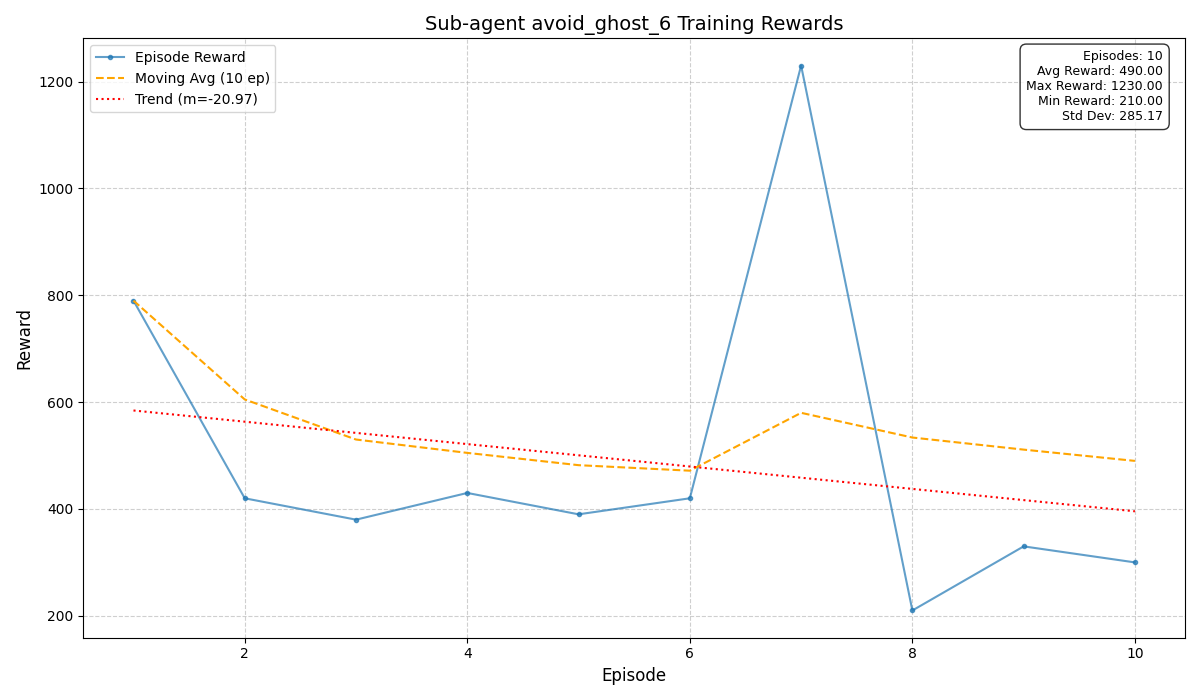 Sub-agent avoid_ghost_6 Training Rewards
Episode Reward
Moving Avg (10 ep)
Trend (m=-20.97)
Episodes: 10
Avg Reward: 490.00
Max Reward: 1230.00
Min Reward: 210.00
Std Dev: 285.17
Reward
1200
1000
800
600
400
200
2
4
6
8
10
Episode